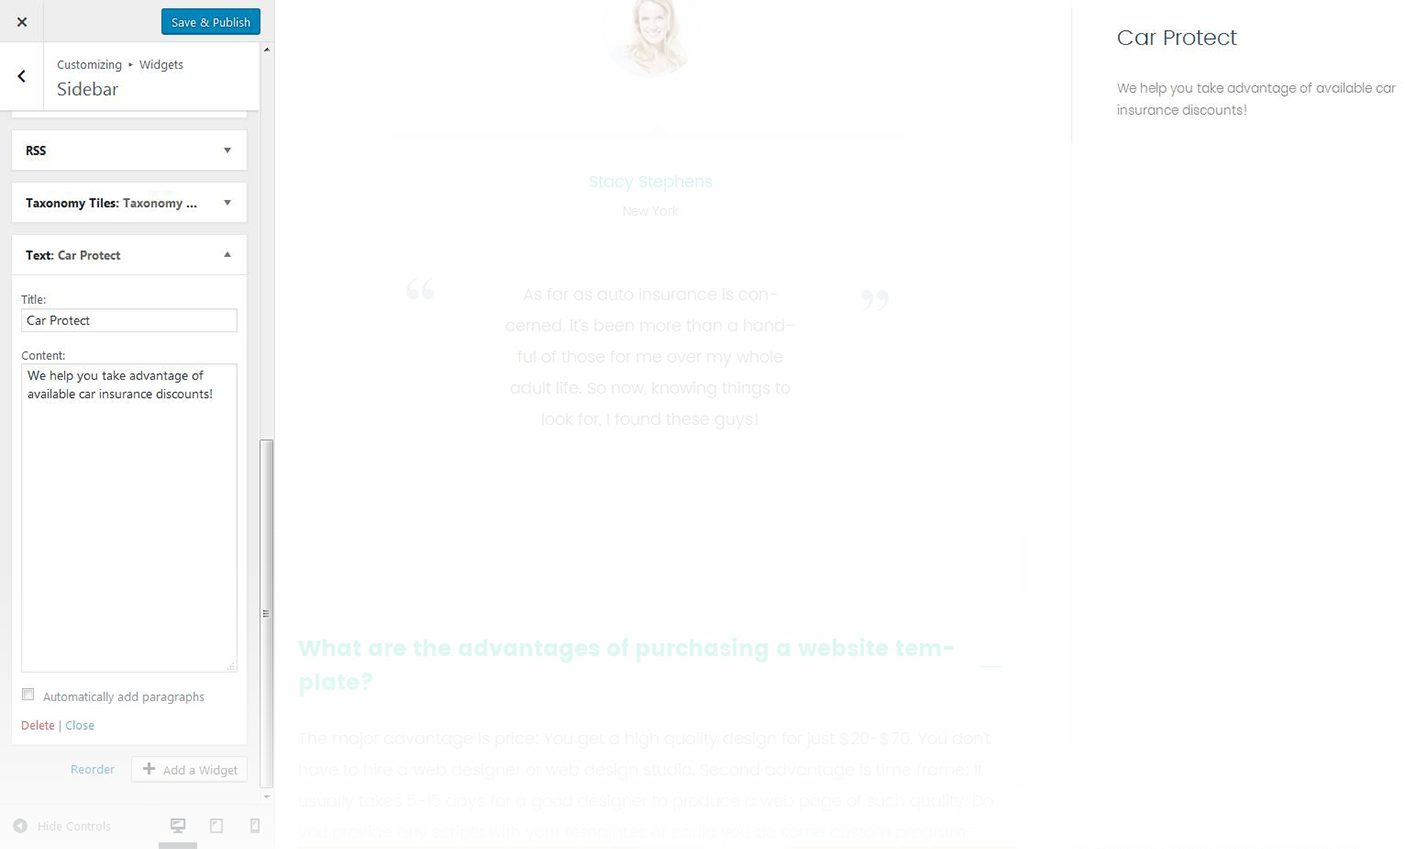 Save & Publish
Customizing ▸ Widgets
Sidebar
RSS
Taxonomy Tiles: Taxonomy ...
Text: Car Protect
Title:
Car Protect
Content:
We help you take advantage of
available car insurance discounts!
Automatically add paragraphs
Delete | Close
Reorder
Add a Widget
Hide Controls
Stacy Stephens
New York
“
As far as auto insurance is con-
cerned, it's been more than a hand-
ful of those for me over my whole
adult life. So now, knowing things to
look for, I found these guys!
”
What are the advantages of purchasing a website tem-
plate?
The major advantage is price: You get a high quality design for just $20-$70. You don't
have to hire a web designer or web design studio. Second advantage is time frame: It
usually takes 5-15 days for a good designer to produce a web page of such quality. Do
you provide any scripts with your templates or could you do some custom program-
Car Protect
We help you take advantage of available car
insurance discounts!